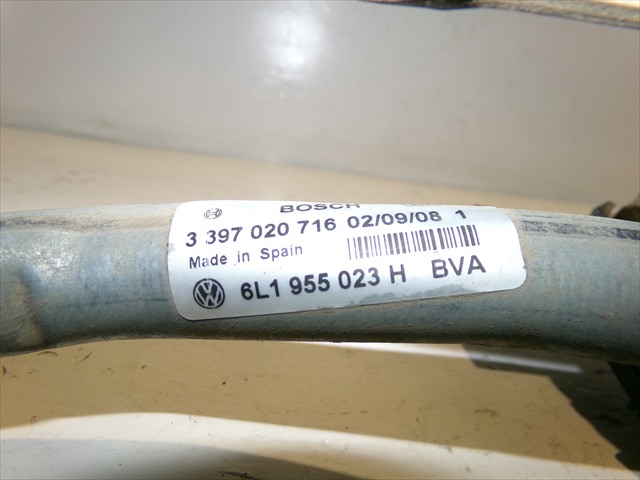 BOSCH
3 397 020 716 02/09/08 1
Made in Spain
6L1 955 023 H BVA